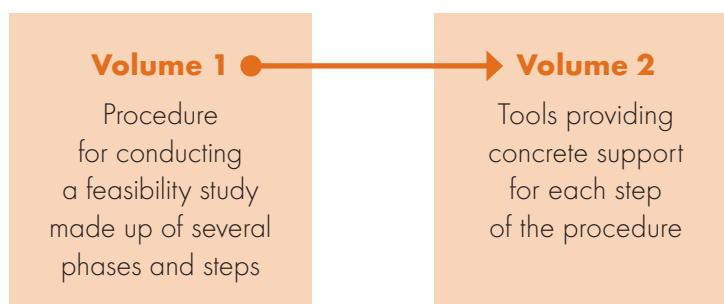 Volume 1
Procedure
for conducting
a feasibility study
made up of several
phases and steps
Volume 2
Tools providing
concrete support
for each step
of the procedure